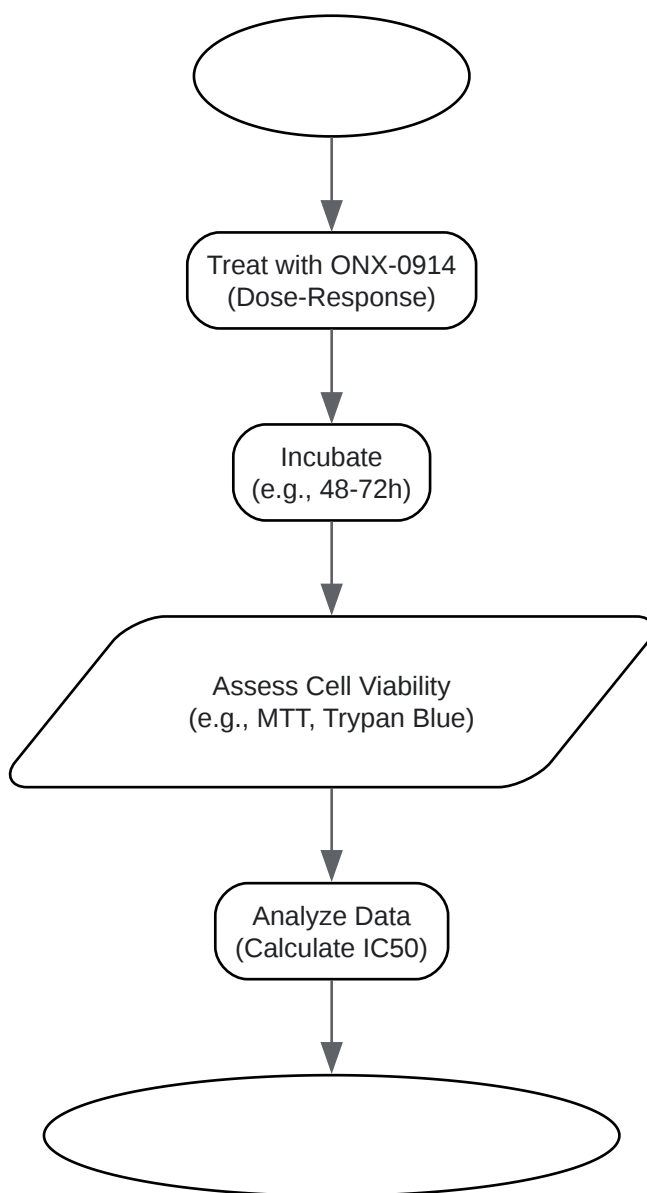 Treat with ONX-0914
(Dose-Response)
Incubate
(e.g., 48-72h)
Assess Cell Viability
(e.g., MTT, Trypan Blue)
Analyze Data
(Calculate IC50)